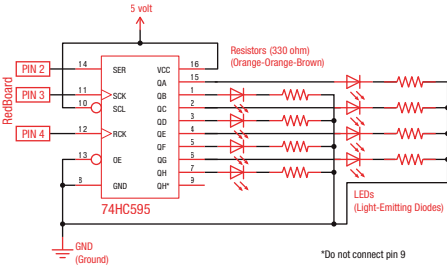 5 volt
Resistors (330 ohm)
(Orange-Orange-Brown)
RedBoard
PIN 2
PIN 3
PIN 4
14 SER VCC 16
QA 15
11 SCK QB 1
10 SCL QC 2
QD 3
12 RCK QE 4
QF 5
13 OE QG 6
QH 7
8 GND QH* 9
74HC595
LEDs
(Light-Emitting Diodes)
GND
(Ground)
*Do not connect pin 9